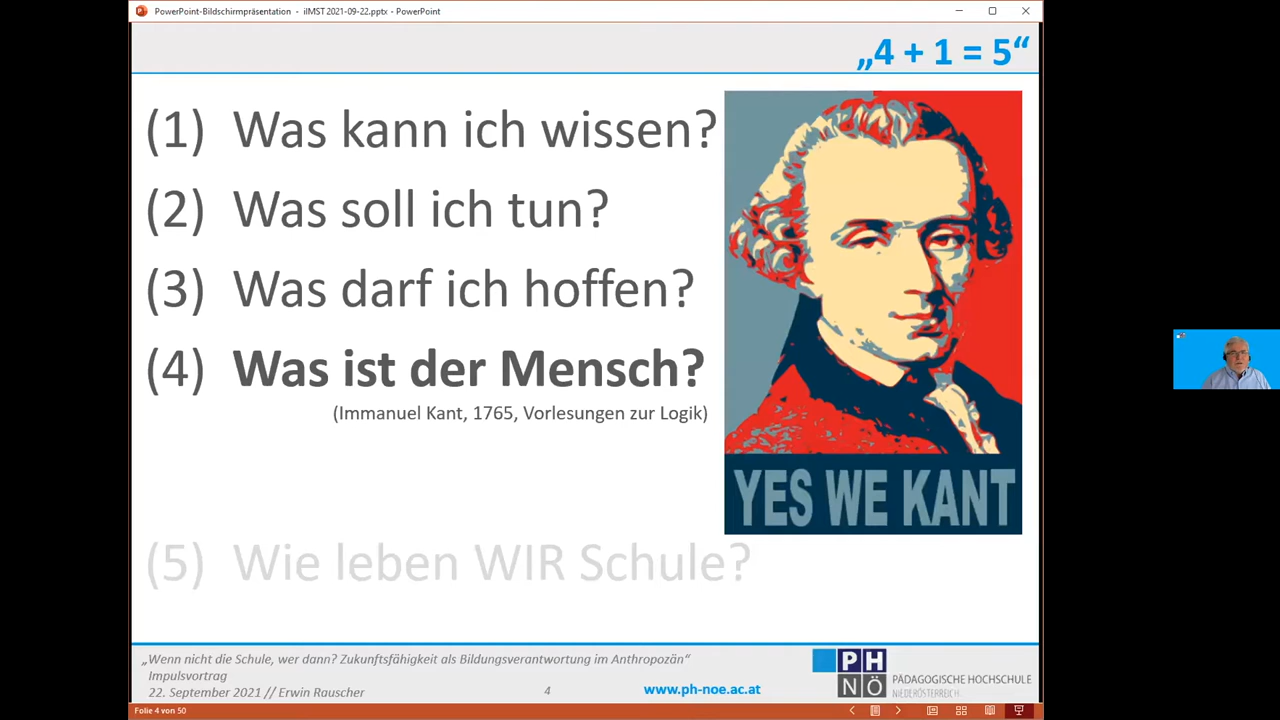 PowerPoint-Bildschirmpräsentation - iIMST 2021-09-22.pptx - PowerPoint
„4 + 1 = 5“
(1) Was kann ich wissen?
(2) Was soll ich tun?
(3) Was darf ich hoffen?
(4) Was ist der Mensch?
(Immanuel Kant, 1765, Vorlesungen zur Logik)
YES WE KANT
(5) Wie leben WIR Schule?
„Wenn nicht die Schule, wer dann? Zukunftsfähigkeit als Bildungsverantwortung im Anthropozän“
Impulsvortrag
22. September 2021 // Erwin Rauscher
4
www.ph-noe.ac.at
PH
NÖ
PÄDAGOGISCHE HOCHSCHULE
NIEDERÖSTERREICH
Folie 4 von 50